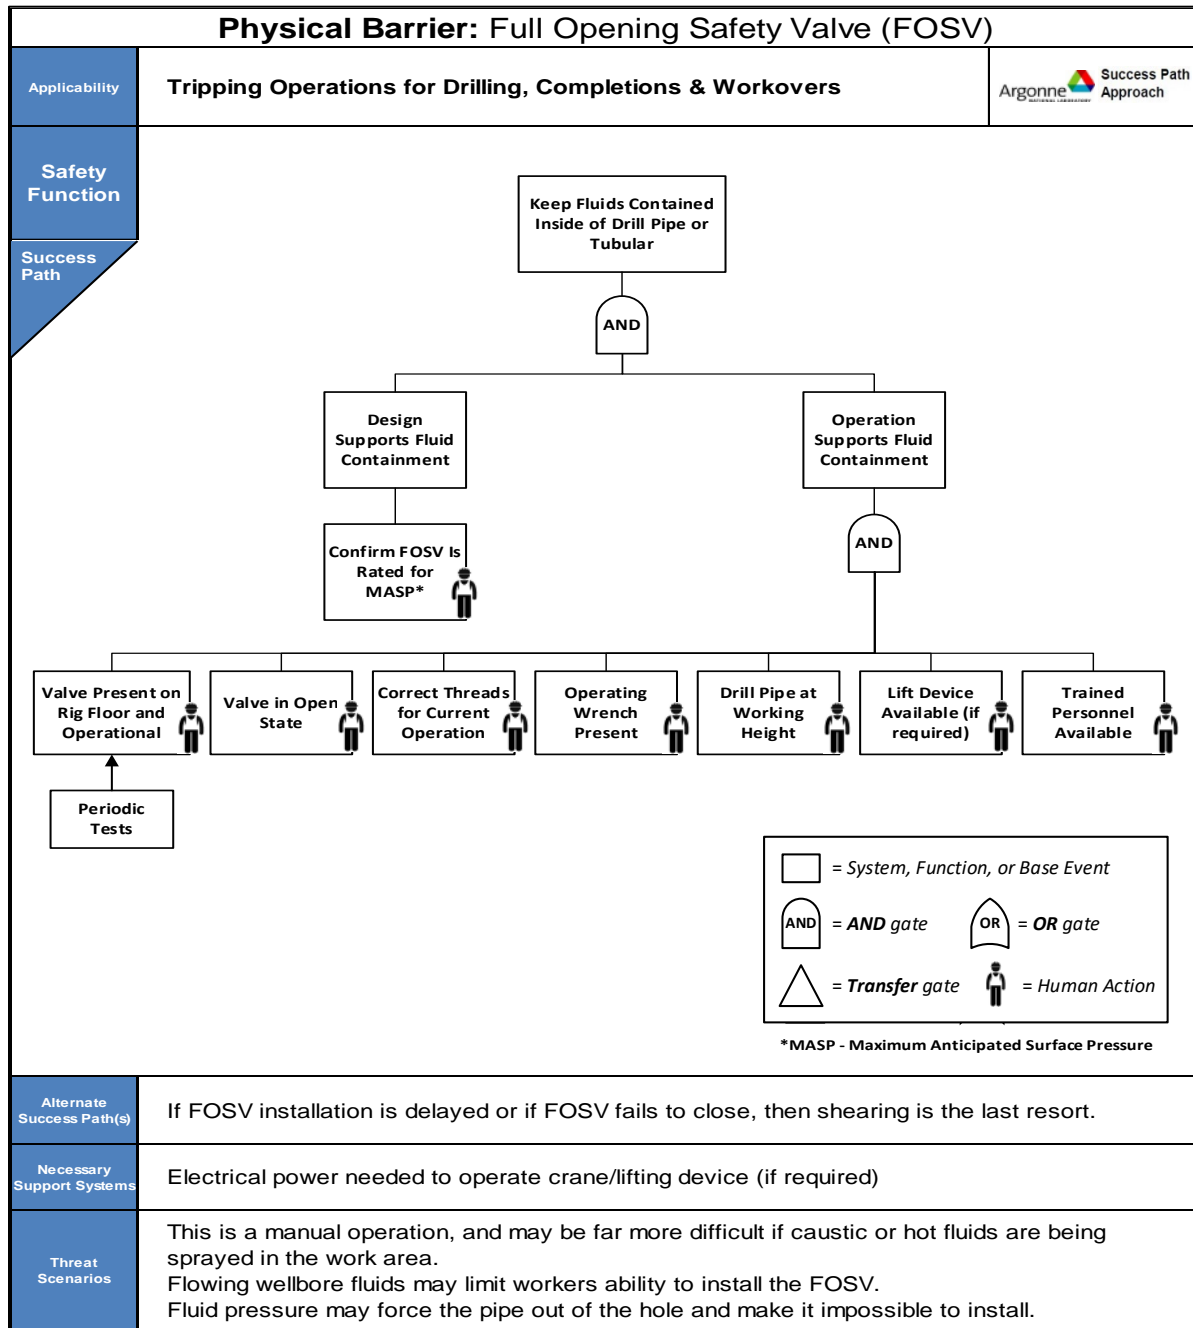 Physical Barrier: Full Opening Safety Valve (FOSV)
Applicability
Tripping Operations for Drilling, Completions & Workovers
Argonne
NATIONAL LABORATORY
Success Path
Approach
Safety
Function
Success
Path
Keep Fluids Contained
Inside of Drill Pipe or
Tubular
AND
Design
Supports Fluid
Containment
Operation
Supports Fluid
Containment
Confirm FOSV Is
Rated for
MASP*
AND
Valve Present on
Rig Floor and
Operational
Valve in Open
State
Correct Threads
for Current
Operation
Operating
Wrench
Present
Drill Pipe at
Working
Height
Lift Device
Available (if
required)
Trained
Personnel
Available
Periodic
Tests
= System, Function, or Base Event
AND = AND gate
OR = OR gate
= Transfer gate
= Human Action
*MASP - Maximum Anticipated Surface Pressure
Alternate
Success Path(s)
If FOSV installation is delayed or if FOSV fails to close, then shearing is the last resort.
Necessary
Support Systems
Electrical power needed to operate crane/lifting device (if required)
Threat
Scenarios
This is a manual operation, and may be far more difficult if caustic or hot fluids are being
sprayed in the work area.
Flowing wellbore fluids may limit workers ability to install the FOSV.
Fluid pressure may force the pipe out of the hole and make it impossible to install.